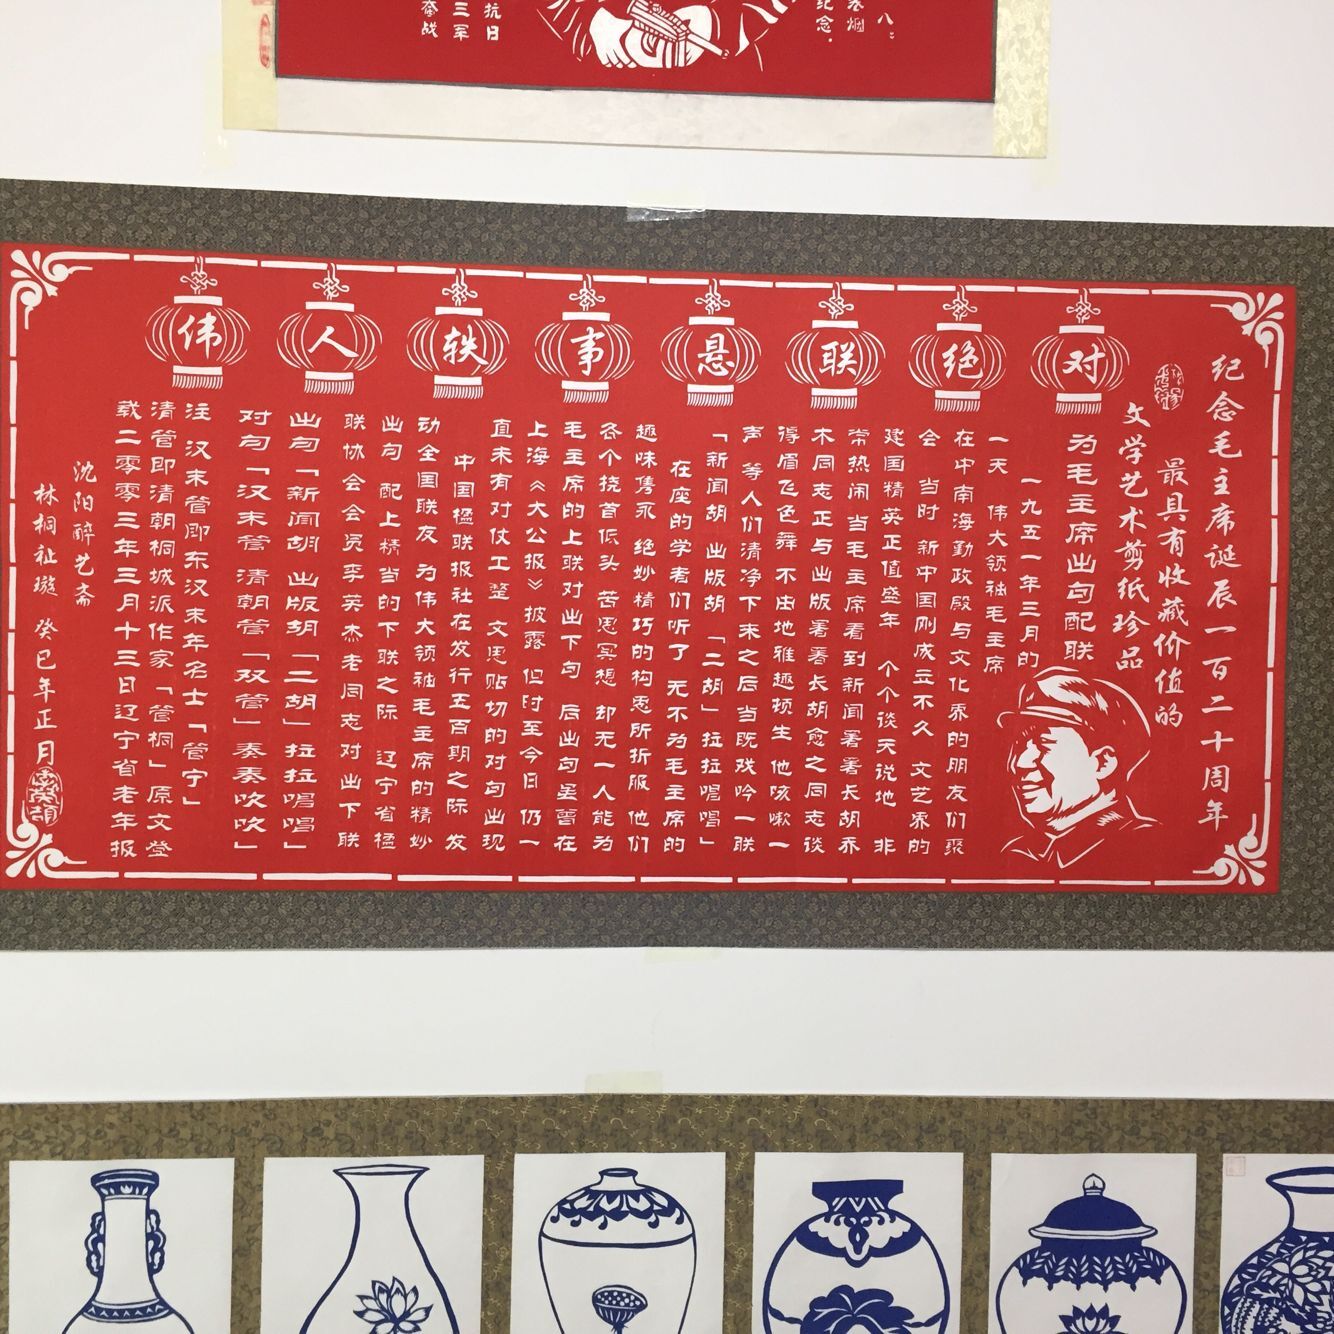 纪念毛主席诞辰一百二十周年
最具有收藏价值的
文学艺术剪纸珍品
对绝联悬事轶人伟
为毛主席出句配联
一九五一年三月的
一天 伟大领袖毛主席
在中南海勤政殿与文化界的朋友们聚
会 当时 新中国刚成立不久 文艺界的
建国精英正值盛年 个个谈天说地 非
常热闹 当毛主席看到新闻署署长胡乔
木同志正与出版署署长胡愈之同志谈
得眉飞色舞 不由地雅趣顿生 他咳嗽一
声 等人们清净下来之后当既戏吟一联
「新闻胡 出版胡 「二胡」拉拉唱唱」
在座的学者们听了 无不为毛主席的
趣味隽永 绝妙精巧的构思所折服 他们
各个挠首低头 苦思冥想 却无一人能为
毛主席的上联对出下句 后出句虽曾在
上海《大公报》披露 但时至今日 仍一
直未有对仗工整 文思贴切的对句出现
中国楹联报社在发行五百期之际 发
动全国联友 为伟大领袖毛主席的精妙
出句 配上精当的下联之际 辽宁省楹
联协会会员李英杰老同志对出下联
出句「新闻胡 出版胡「二胡」拉拉唱唱」
对句「汉末管 清朝管「双管」奏奏吹吹」
注 汉末管即东汉末年名士「管宁」
清管即清朝桐城派作家「管桐」原文登
载二零零三年三月十三日辽宁省老年报
沈阳醉艺斋
林桐祉璇 癸巳年正月
八：
纪念．
抗日
三军
奋战